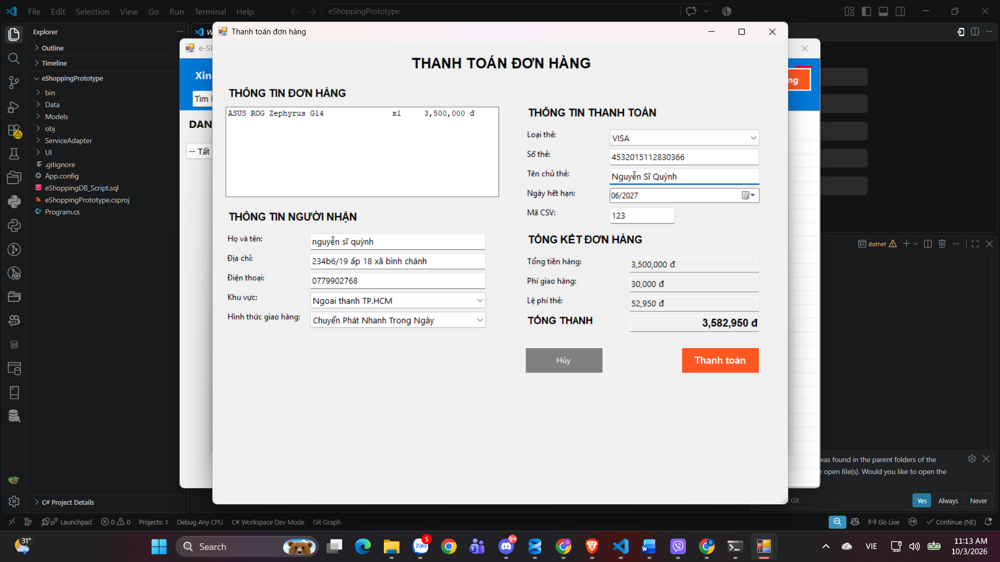 File Edit Selection View Go Run Terminal Help
eShoppingPrototype
Explorer
Outline
Timeline
eShoppingPrototype
bin
Data
Models
obj
ServiceAdapter
UI
.gitignore
App.config
eShoppingDB_Script.sql
eShoppingPrototype.csproj
Program.cs
C# Project Details
Xin
Tìm
DAN
-- Tất
ng
Thanh toán đơn hàng
THANH TOÁN ĐƠN HÀNG
THÔNG TIN ĐƠN HÀNG
ASUS ROG Zephyrus G14 x1 3,500,000 đ
THÔNG TIN NGƯỜI NHẬN
Họ và tên: nguyễn sĩ quỳnh
Địa chỉ: 234b6/19 ấp 18 xã bình chánh
Điện thoại: 0779902768
Khu vực: Ngoai thanh TP.HCM
Hình thức giao hàng: Chuyển Phát Nhanh Trong Ngày
THÔNG TIN THANH TOÁN
Loại thẻ: VISA
Số thẻ: 4532015112830366
Tên chủ thẻ: Nguyễn Sĩ Quỳnh
Ngày hết hạn: 06/2027
Mã CSV: 123
TỔNG KẾT ĐƠN HÀNG
Tổng tiền hàng: 3,500,000 đ
Phí giao hàng: 30,000 đ
Lệ phí thẻ: 52,950 đ
TỔNG THANH 3,582,950 đ
Hủy Thanh toán
dotnet
was found in the parent folders of the
open file(s). Would you like to open the
Git
Yes Always Never
Launchpad 0 0 Projects: 1 Debug Any CPU C# Workspace Dev Mode Git Graph
Go Live Continue (NE)
31°
Search
Zalo 5
9+
VIE
11:13 AM
10/3/2026